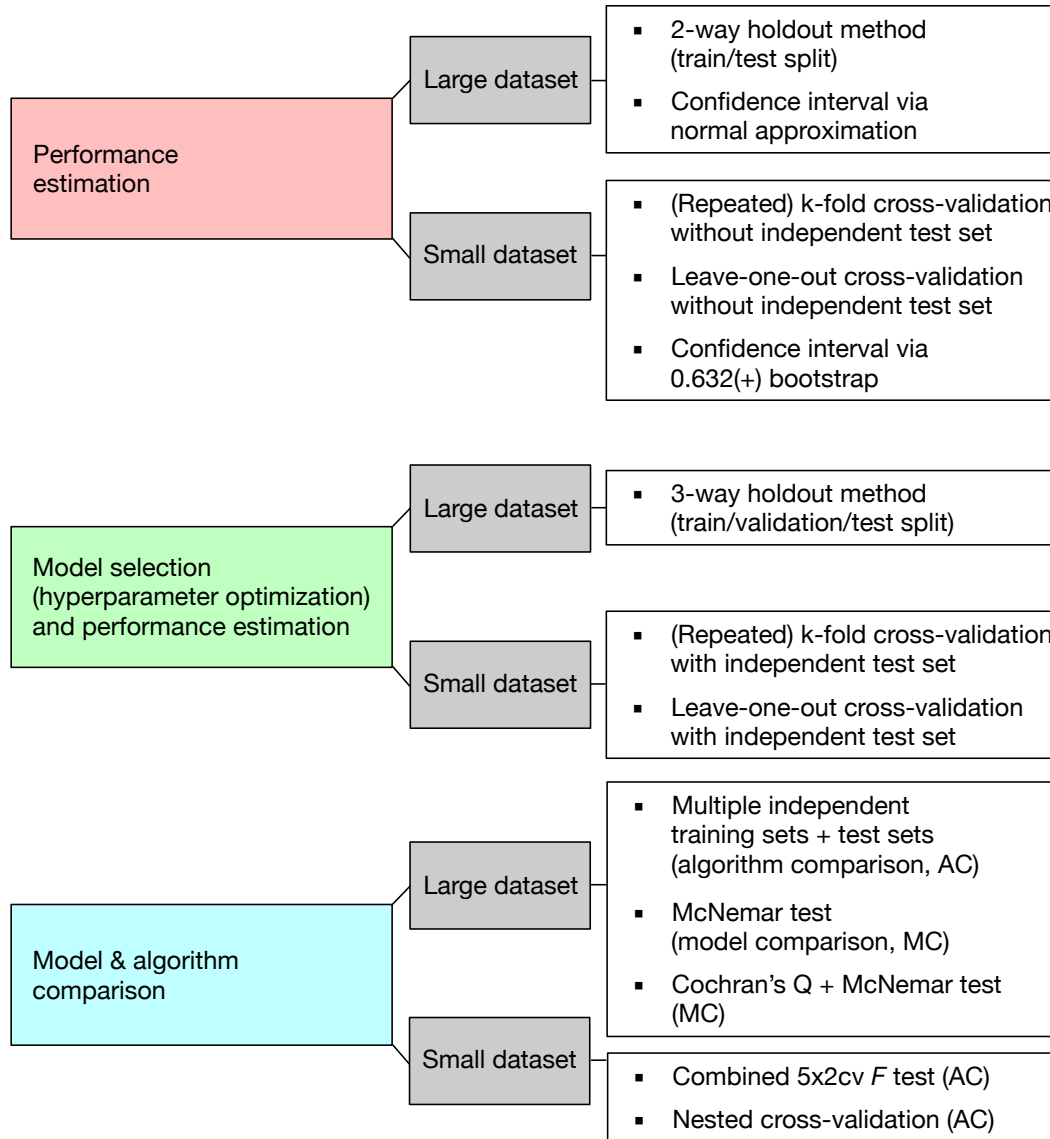 Performance
estimation
Large dataset
▪ 2-way holdout method
(train/test split)
▪ Confidence interval via
normal approximation
Small dataset
▪ (Repeated) k-fold cross-validation
without independent test set
▪ Leave-one-out cross-validation
without independent test set
▪ Confidence interval via
0.632(+) bootstrap
Model selection
(hyperparameter optimization)
and performance estimation
Large dataset
▪ 3-way holdout method
(train/validation/test split)
Small dataset
▪ (Repeated) k-fold cross-validation
with independent test set
▪ Leave-one-out cross-validation
with independent test set
Model & algorithm
comparison
Large dataset
▪ Multiple independent
training sets + test sets
(algorithm comparison, AC)
▪ McNemar test
(model comparison, MC)
▪ Cochran’s Q + McNemar test
(MC)
Small dataset
▪ Combined 5x2cv F test (AC)
▪ Nested cross-validation (AC)